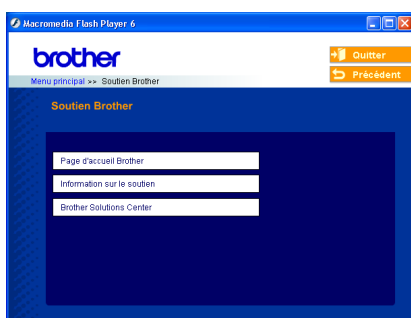 Macromedia Flash Player 6
brother
Quitter
Précédent
Menu principal >> Soutien Brother
Soutien Brother
Page d'accueil Brother
Information sur le soutien
Brother Solutions Center